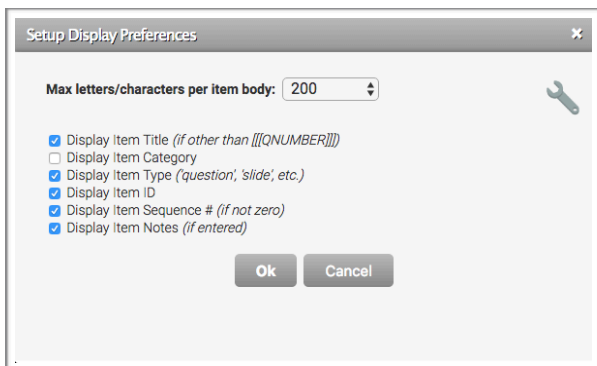 Setup Display Preferences
Max letters/characters per item body: 200
Display Item Title (if other than [[[QNUMBER]]])
Display Item Category
Display Item Type ('question', 'slide', etc.)
Display Item ID
Display Item Sequence # (if not zero)
Display Item Notes (if entered)
Ok Cancel